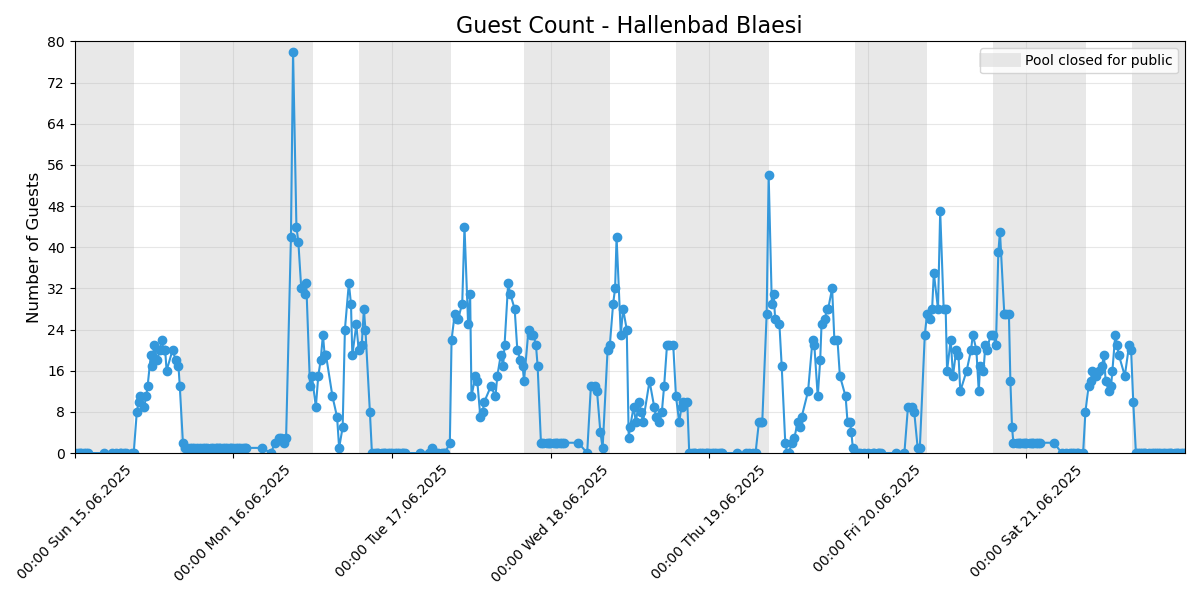 Guest Count - Hallenbad Blaesi
Pool closed for public
Number of Guests
80
72
64
56
48
40
32
24
16
8
0
00:00 Sun 15.06.2025
00:00 Mon 16.06.2025
00:00 Tue 17.06.2025
00:00 Wed 18.06.2025
00:00 Thu 19.06.2025
00:00 Fri 20.06.2025
00:00 Sat 21.06.2025